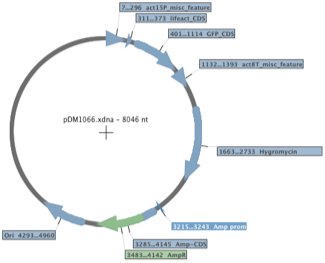 7..296 act15P_misc_feature
311..373 lifeact_CDS
401..1114 GFP_CDS
1132..1393 act8T_misc_feature
pDM1066.xdna - 8046 nt
1663..2733 Hygromycin
3215..3243 Amp prom
3285..4145 Amp-CDS
3483..4142 AmpR
Ori 4293..4960